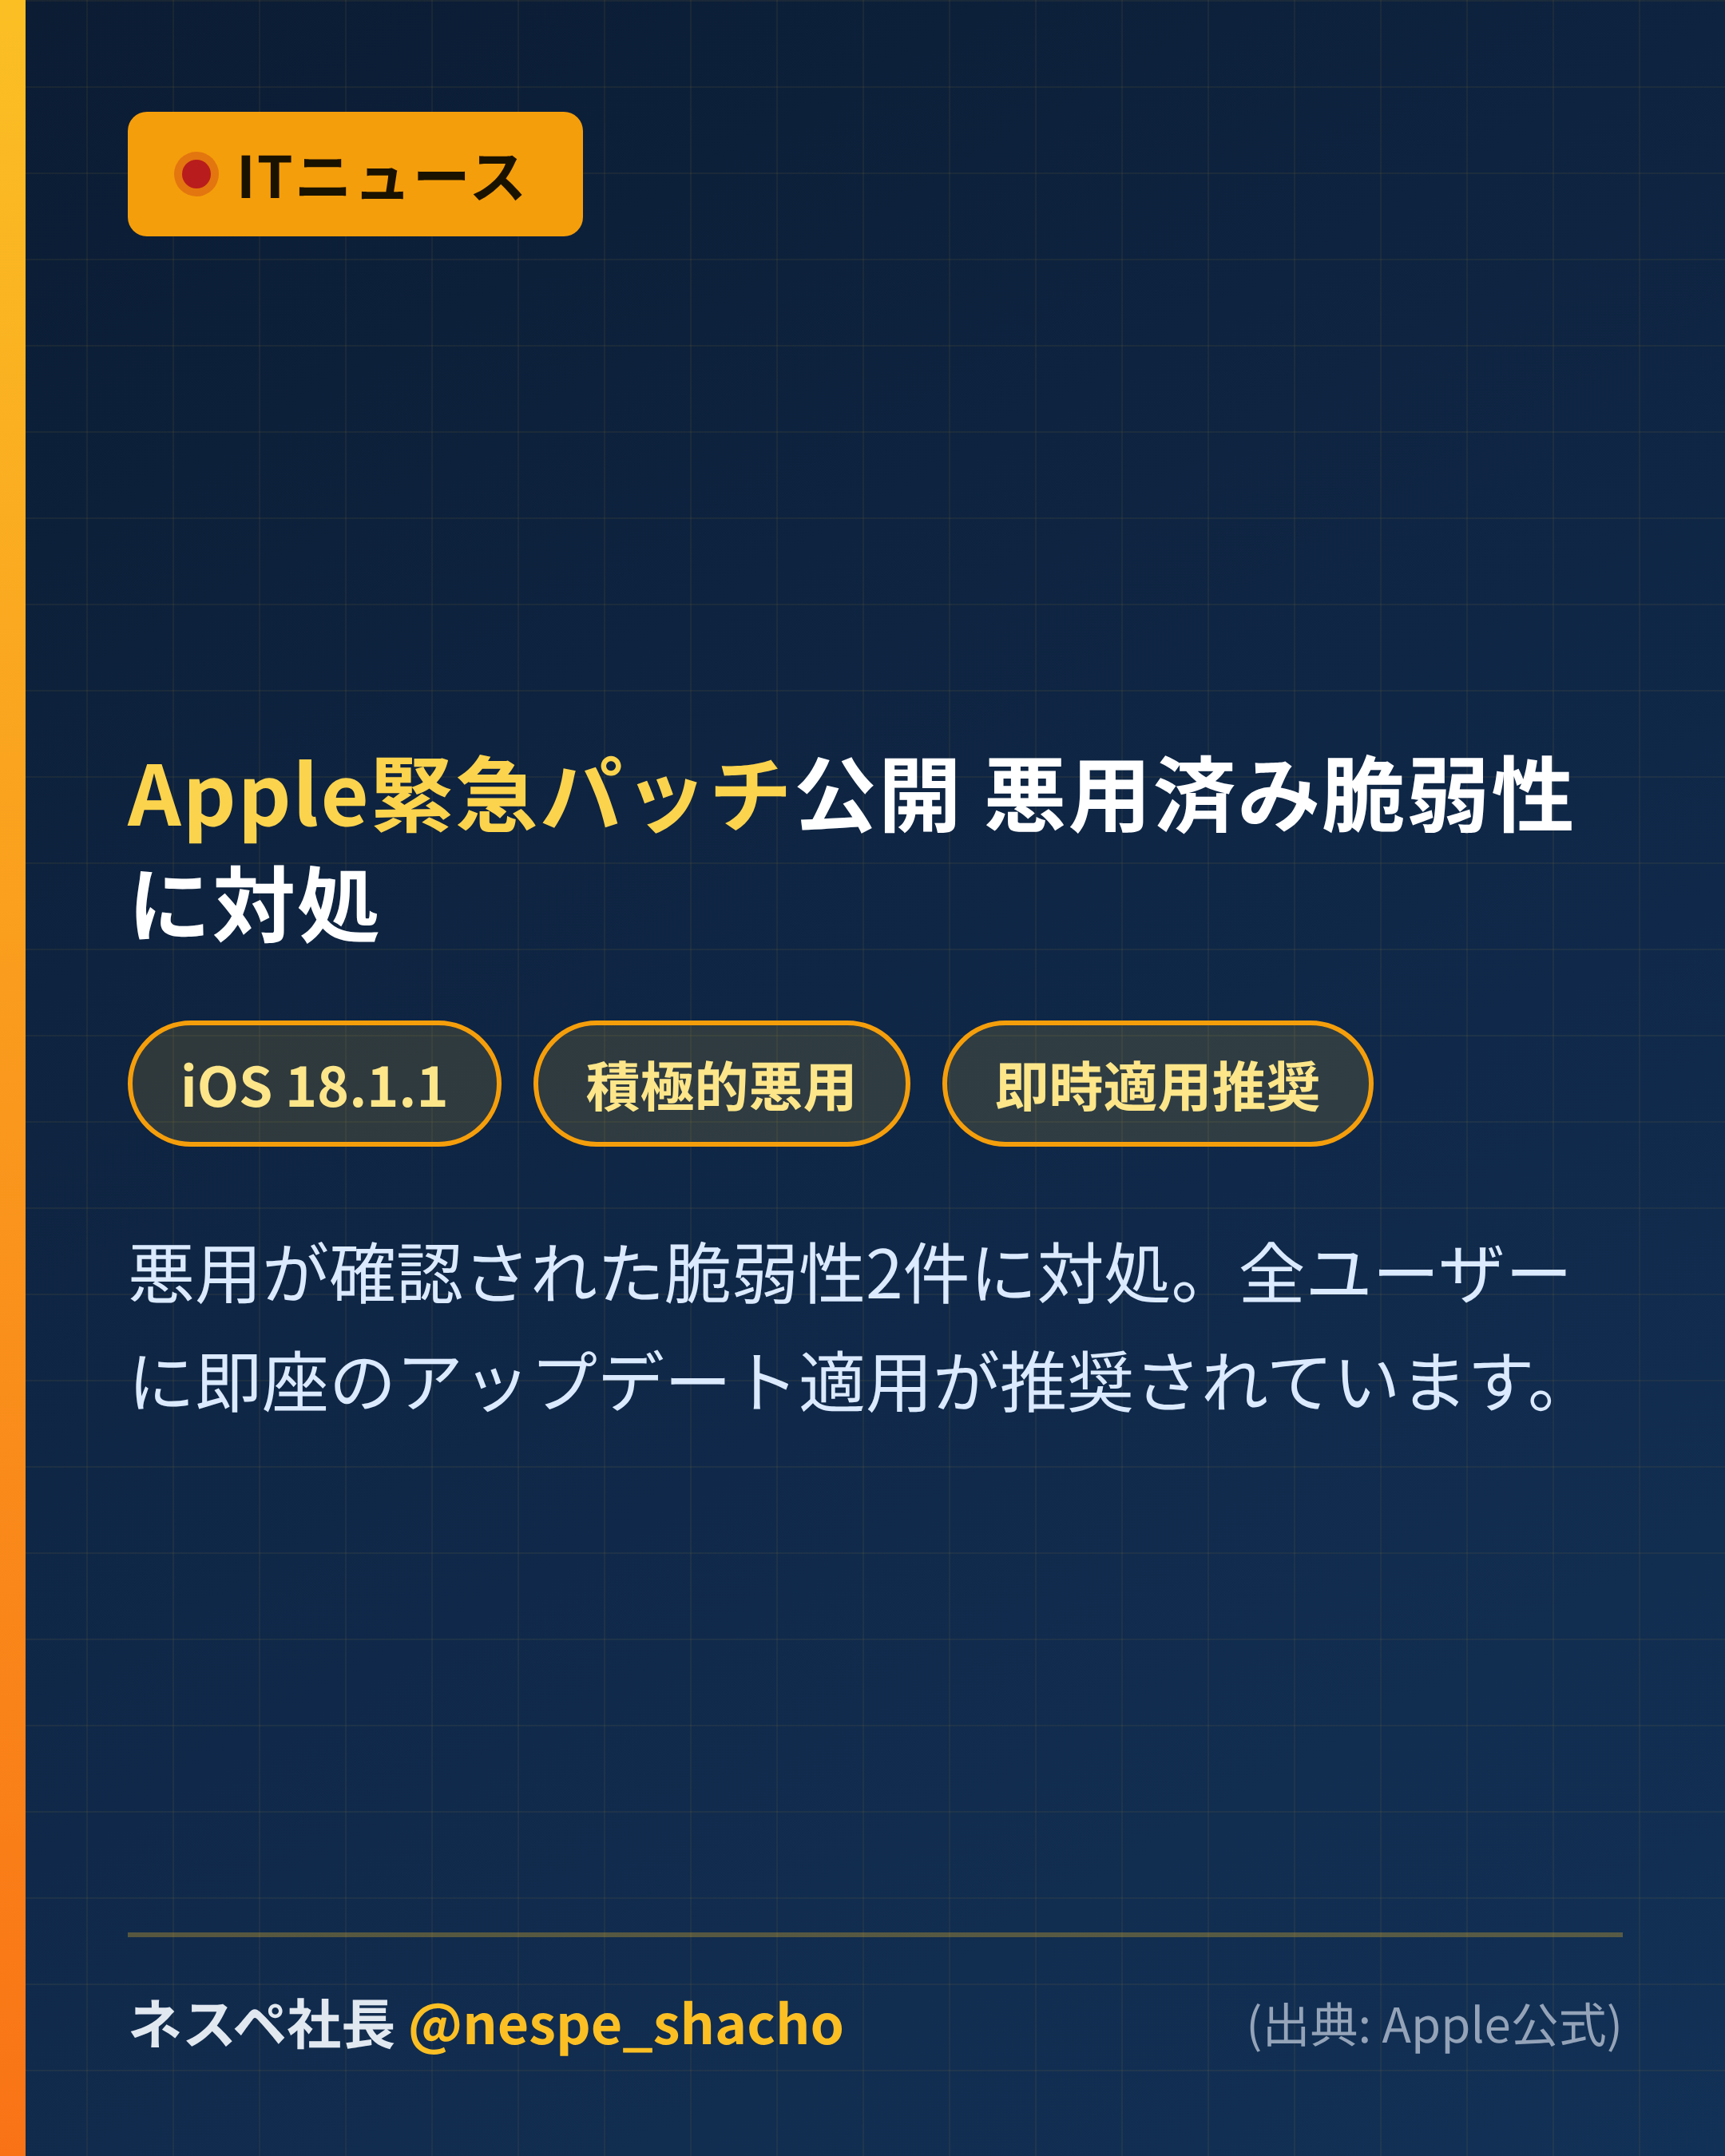 ITニュース
Apple緊急パッチ公開 悪用済み脆弱性
に対処
iOS 18.1.1 積極的悪用 即時適用推奨
悪用が確認された脆弱性2件に対処。全ユーザー
に即座のアップデート適用が推奨されています。
ネスペ社長 @nespe_shacho (出典: Apple公式)